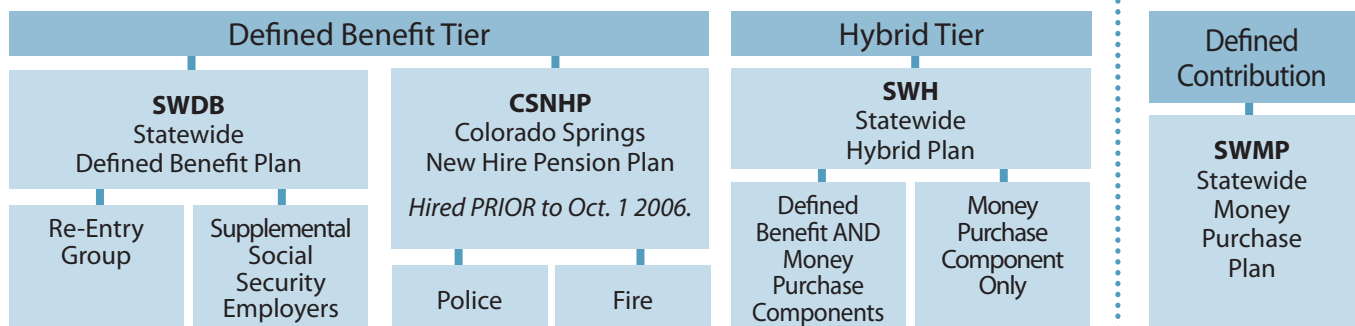 Defined Benefit Tier
SWDB
Statewide
Defined Benefit Plan
Re-Entry
Group
Supplemental
Social
Security
Employers
CSNHP
Colorado Springs
New Hire Pension Plan
Hired PRIOR to Oct. 1 2006.
Police
Fire
Hybrid Tier
SWH
Statewide
Hybrid Plan
Defined
Benefit AND
Money
Purchase
Components
Money
Purchase
Component
Only
Defined
Contribution
SWMP
Statewide
Money
Purchase
Plan